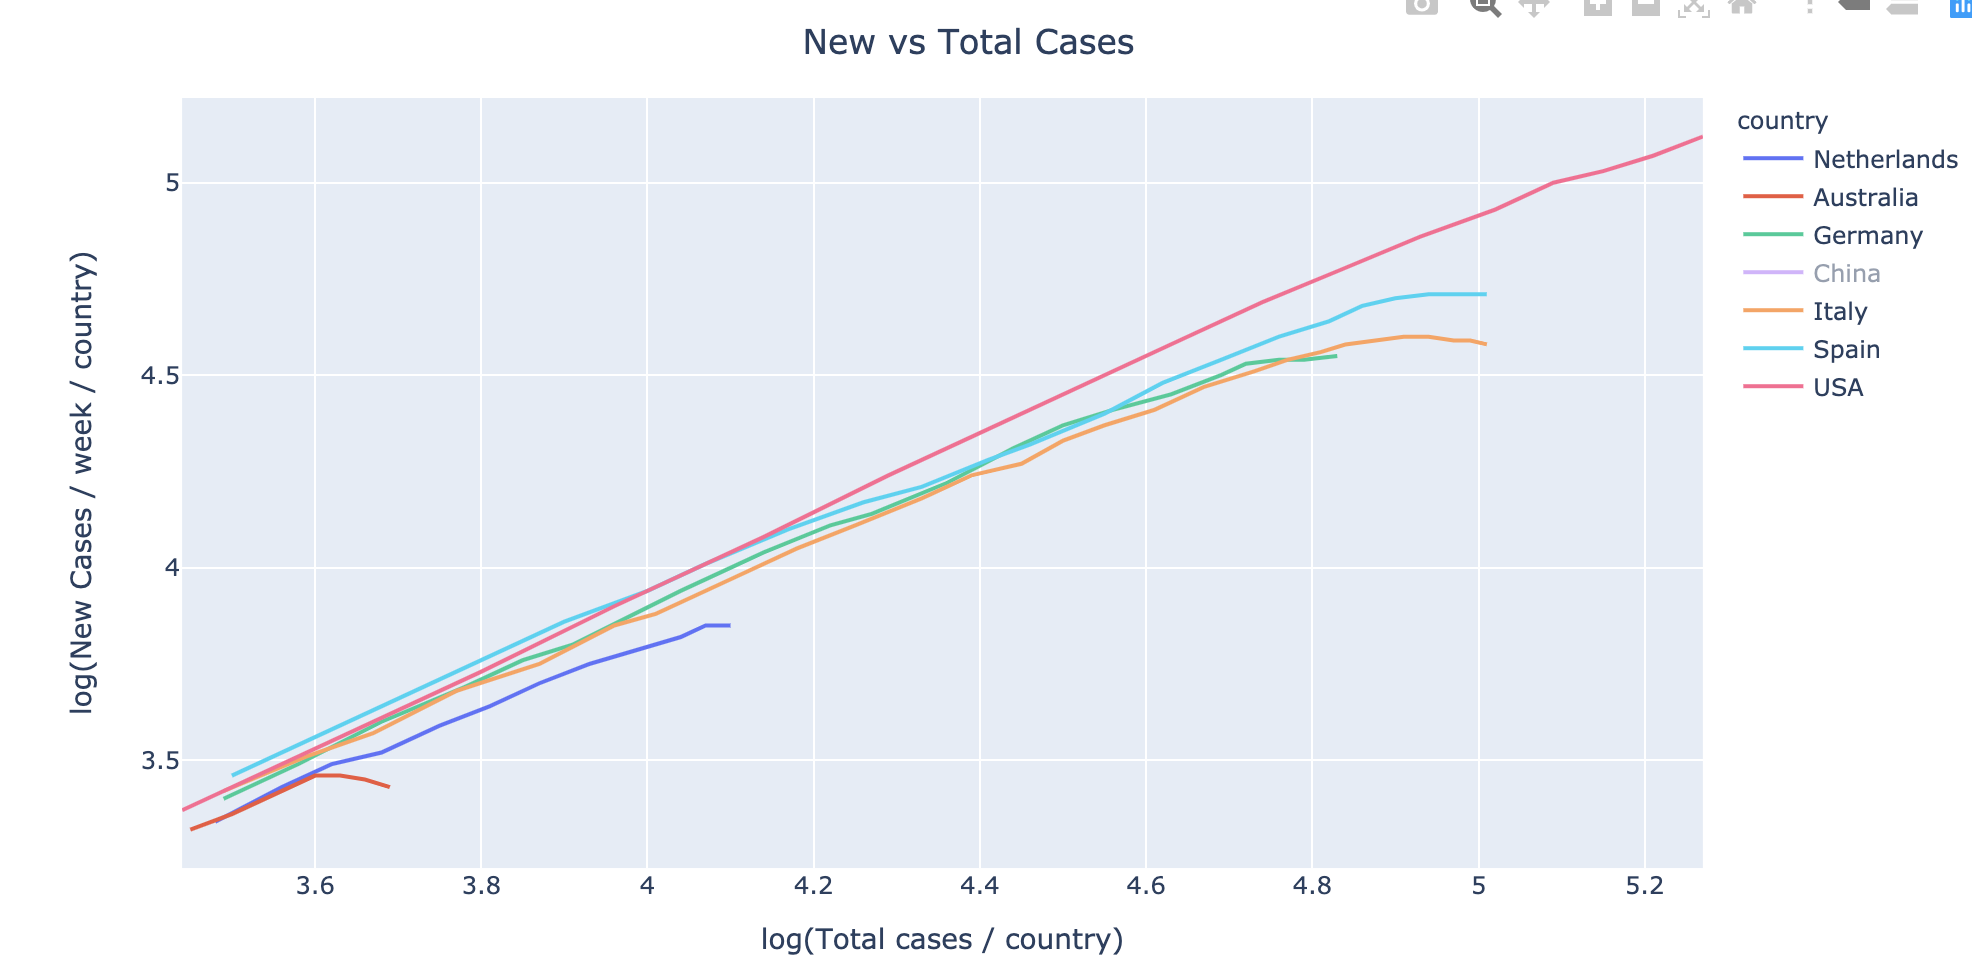 New vs Total Cases
log(New Cases / week / country)
5
4.5
4
3.5
3.6 3.8 4 4.2 4.4 4.6 4.8 5 5.2
log(Total cases / country)
country
Netherlands
Australia
Germany
China
Italy
Spain
USA